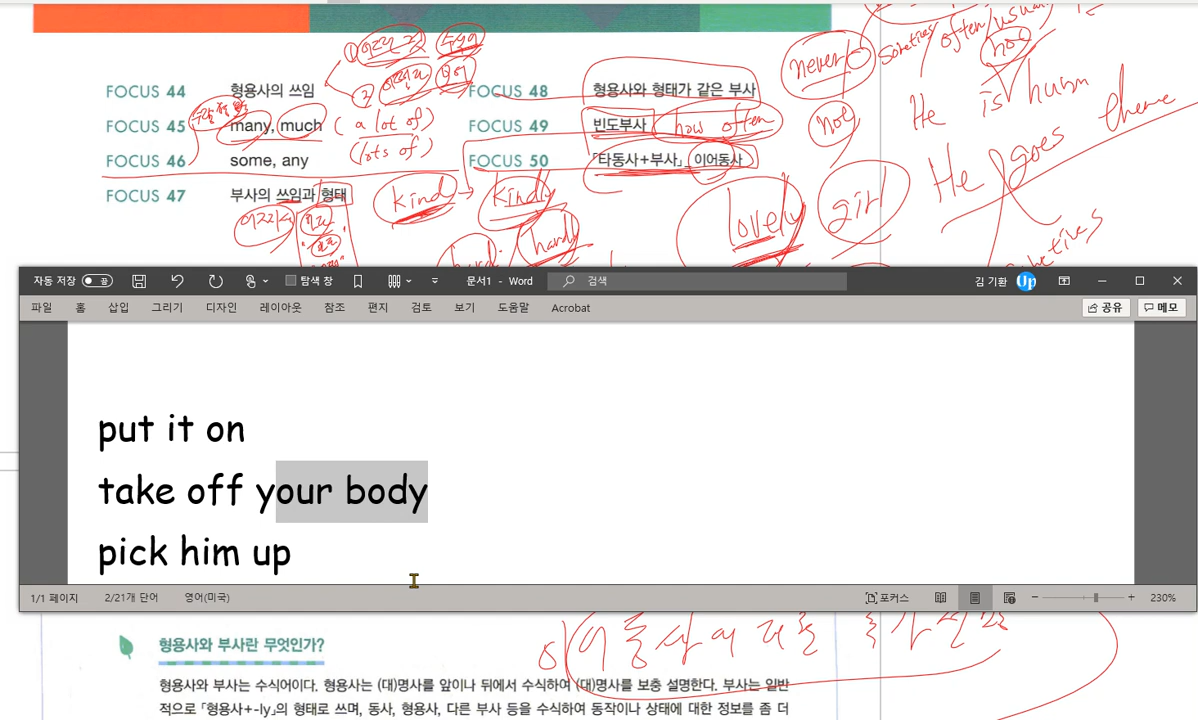 FOCUS 44 형용사의 쓰임
FOCUS 45 many, much (a lot of)
(lots of)
FOCUS 46 some, any
FOCUS 47 부사의 쓰임과 형태
kind kindly
hardly
FOCUS 48 형용사와 형태가 같은 부사
FOCUS 49 빈도부사 how often
FOCUS 50 「타동사+부사」 이어동사
never often/usual
not
not
He is human
He goes there
lovely girl
자동 저장 끔 탐색 창 문서1 - Word 검색 김 기환 Up
파일 홈 삽입 그리기 디자인 레이아웃 참조 편지 검토 보기 도움말 Acrobat 공유 메모
put it on
take off your body
pick him up
1/1 페이지 2/21개 단어 영어(미국) 포커스 230%
형용사와 부사란 무엇인가?
형용사와 부사는 수식어이다. 형용사는 (대)명사를 앞이나 뒤에서 수식하여 (대)명사를 보충 설명한다. 부사는 일반
적으로 「형용사+-ly」의 형태로 쓰며, 동사, 형용사, 다른 부사 등을 수식하여 동작이나 상태에 대한 정보를 좀 더